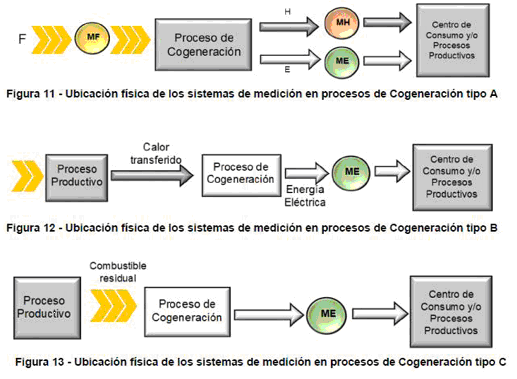 F
MF
Proceso de
Cogeneración
H
E
MH
ME
Centro de
Consumo y/o
Procesos
Productivos
Figura 11 - Ubicación física de los sistemas de medición en procesos de Cogeneración tipo A
Proceso
Productivo
Calor
transferido
Proceso de
Cogeneración
Energía
Eléctrica
ME
Centro de
Consumo y/o
Procesos
Productivos
Figura 12 - Ubicación física de los sistemas de medición en procesos de Cogeneración tipo B
Proceso
Productivo
Combustible
residual
Proceso de
Cogeneración
ME
Centro de
Consumo y/o
Procesos
Productivos
Figura 13 - Ubicación física de los sistemas de medición en procesos de Cogeneración tipo C